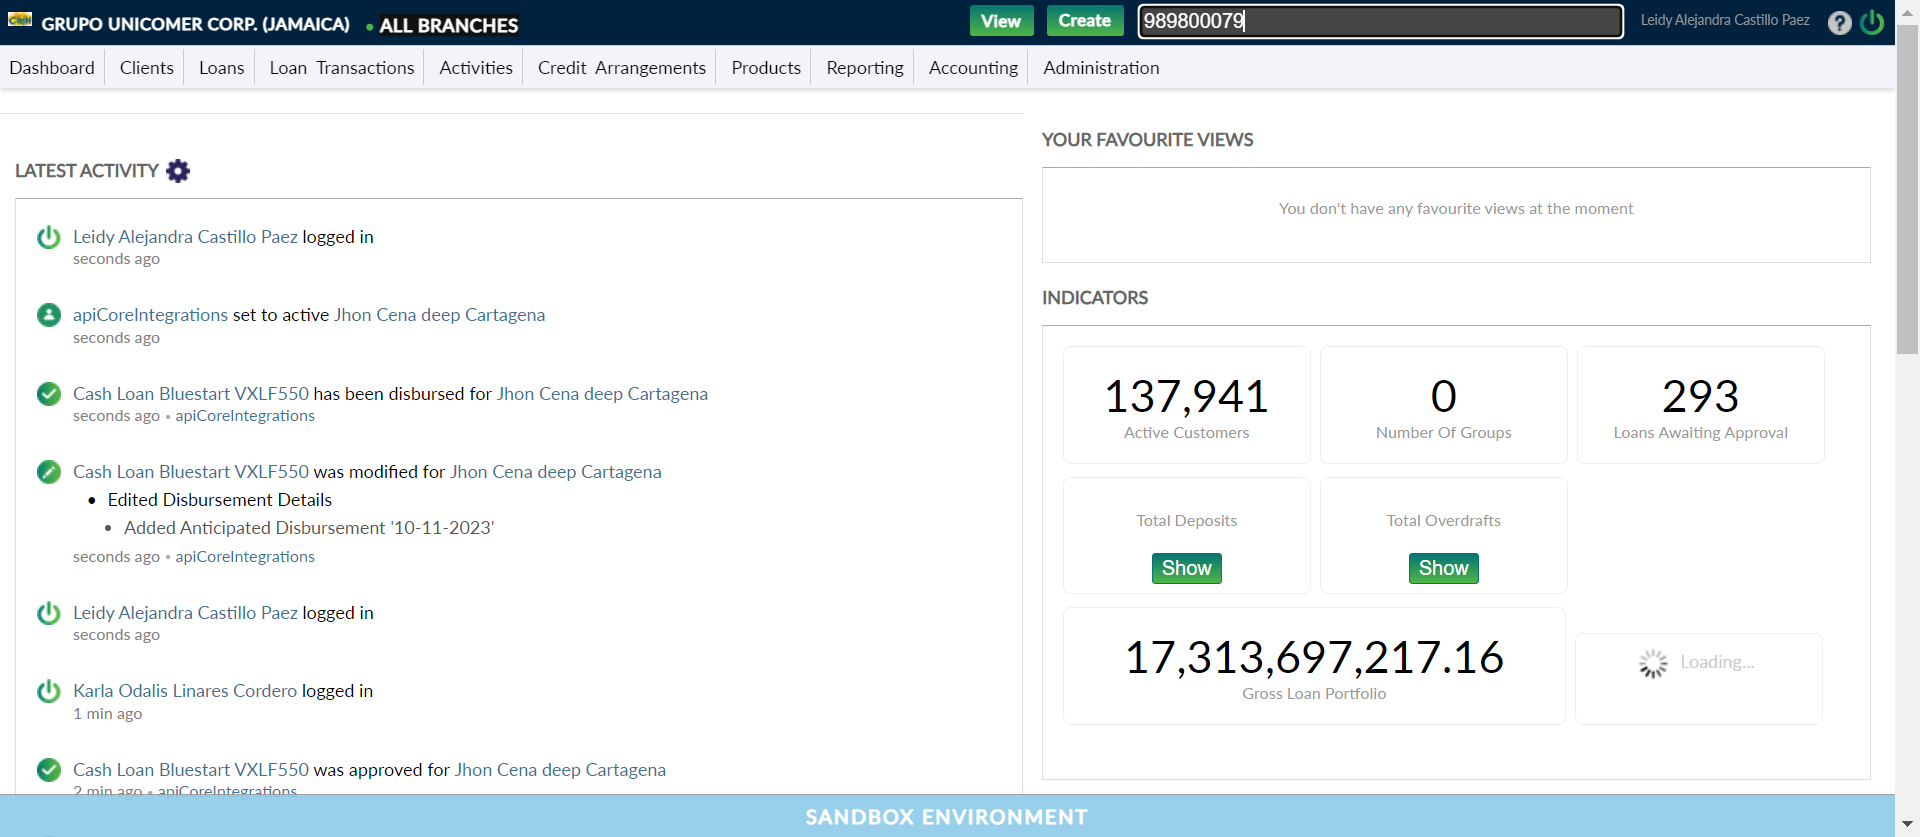 Cash
GRUPO UNICOMER CORP. (JAMAICA) • ALL BRANCHES
View Create 989800079 Leidy Alejandra Castillo Paez ?
Dashboard Clients Loans Loan Transactions Activities Credit Arrangements Products Reporting Accounting Administration
LATEST ACTIVITY
Leidy Alejandra Castillo Paez logged in
seconds ago
apiCoreIntegrations set to active Jhon Cena deep Cartagena
seconds ago
Cash Loan Bluestart VXLF550 has been disbursed for Jhon Cena deep Cartagena
seconds ago • apiCoreIntegrations
Cash Loan Bluestart VXLF550 was modified for Jhon Cena deep Cartagena
• Edited Disbursement Details
• Added Anticipated Disbursement '10-11-2023'
seconds ago • apiCoreIntegrations
Leidy Alejandra Castillo Paez logged in
seconds ago
Karla Odalis Linares Cordero logged in
1 min ago
Cash Loan Bluestart VXLF550 was approved for Jhon Cena deep Cartagena
2 min ago • apiCoreIntegrations
YOUR FAVOURITE VIEWS
You don't have any favourite views at the moment
INDICATORS
137,941
Active Customers
0
Number Of Groups
293
Loans Awaiting Approval
Total Deposits
Show
Total Overdrafts
Show
17,313,697,217.16
Gross Loan Portfolio
Loading...
SANDBOX ENVIRONMENT